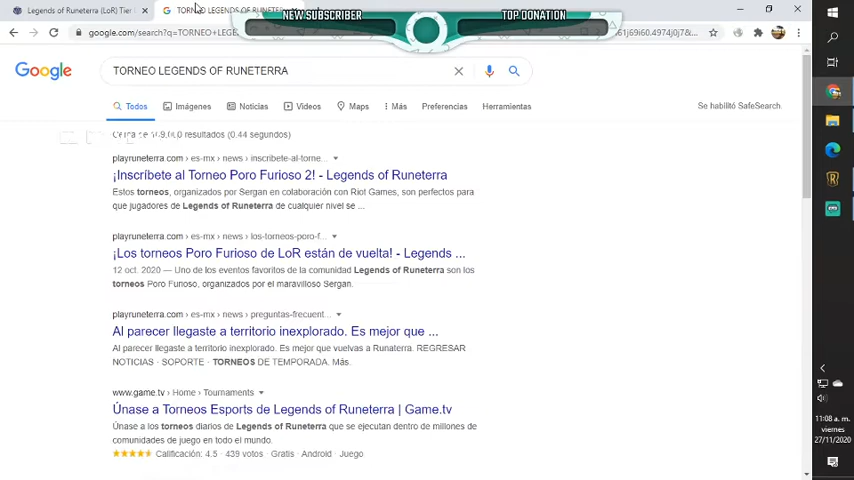 Legends of Runeterra (LoR) Tier
TORNEO LEGENDS OF RUNETER
NEW SUBSCRIBER
TOP DONATION
google.com/search?q=TORNEO+LEGE
61j69i60.4974j0j7&s
Google
TORNEO LEGENDS OF RUNETERRA
Todos Imágenes Noticias Videos Maps Más Preferencias Herramientas
Se habilitó SafeSearch.
resultados (0.44 segundos)
playruneterra.com › es-mx › news › inscribete-al-torne...
¡Inscríbete al Torneo Poro Furioso 2! - Legends of Runeterra
Estos torneos, organizados por Sergan en colaboración con Riot Games, son perfectos para
que jugadores de Legends of Runeterra de cualquier nivel se ...
playruneterra.com › es-mx › news › los-torneos-poro-f...
¡Los torneos Poro Furioso de LoR están de vuelta! - Legends ...
12 oct. 2020 — Uno de los eventos favoritos de la comunidad Legends of Runeterra son los
torneos Poro Furioso, organizados por el maravilloso Sergan.
playruneterra.com › es-mx › news › preguntas-frecuent...
Al parecer llegaste a territorio inexplorado. Es mejor que ...
Al parecer llegaste a territorio inexplorado. Es mejor que vuelvas a Runaterra. REGRESAR
NOTICIAS · SOPORTE · TORNEOS DE TEMPORADA. Más.
www.game.tv › Home › Tournaments
Únase a Torneos Esports de Legends of Runeterra | Game.tv
Únase a los torneos diarios de Legends of Runeterra que se ejecutan dentro de millones de
comunidades de juego en todo el mundo.
Calificación: 4.5 · 439 votos · Gratis · Android · Juego
11:08 a.m.
viernes
27/11/2020